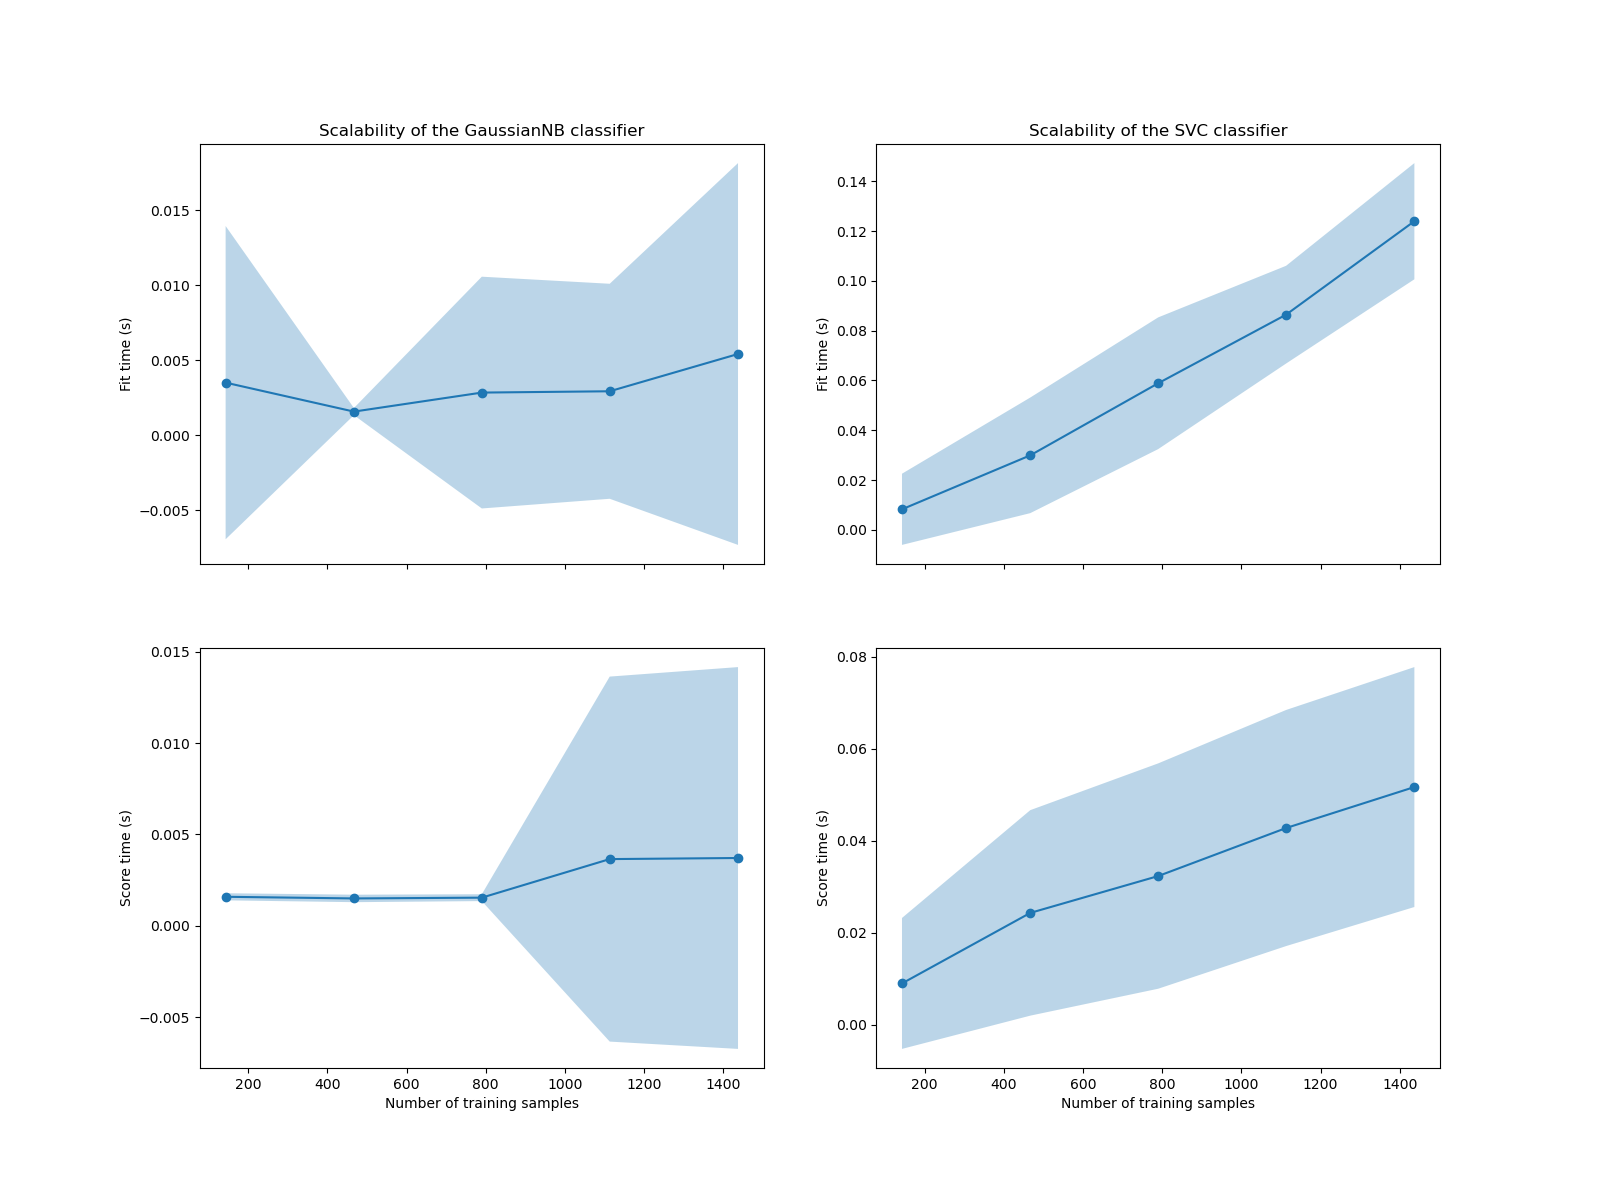 Scalability of the GaussianNB classifier
Fit time (s)
0.015
0.010
0.005
0.000
−0.005
Scalability of the SVC classifier
Fit time (s)
0.14
0.12
0.10
0.08
0.06
0.04
0.02
0.00
Score time (s)
0.015
0.010
0.005
0.000
−0.005
200 400 600 800 1000 1200 1400
Number of training samples
Score time (s)
0.08
0.06
0.04
0.02
0.00
200 400 600 800 1000 1200 1400
Number of training samples